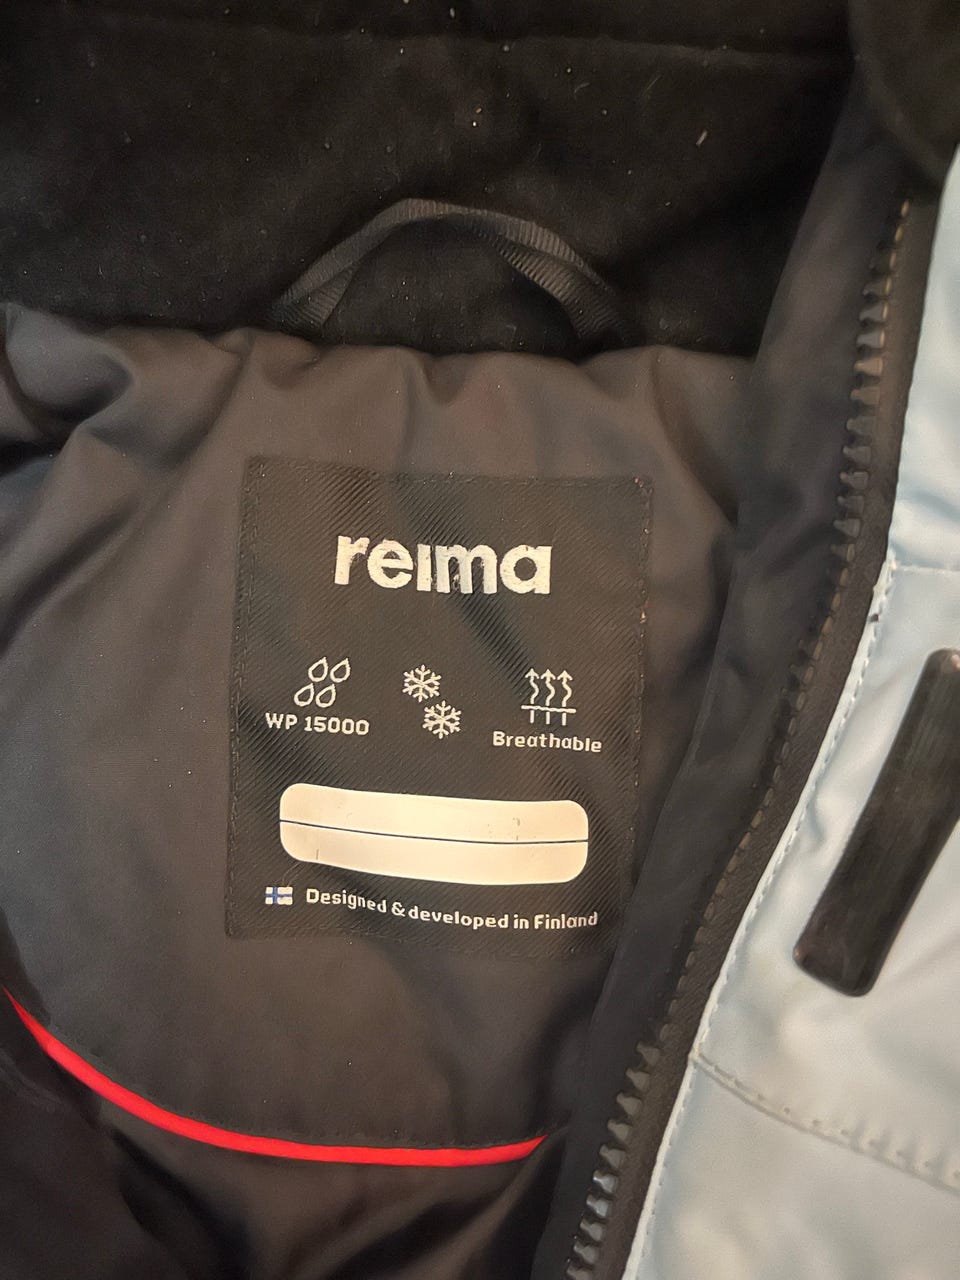 reima
WP 15000
Breathable
Designed & developed in Finland